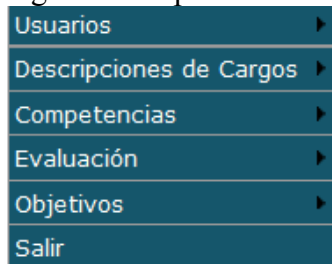 Usuarios
Descripciones de Cargos
Competencias
Evaluación
Objetivos
Salir